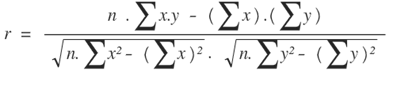 r = n . ∑x.y - (∑x).(∑y) / √n.∑x² - (∑x)² . √n.∑y² - (∑y)²